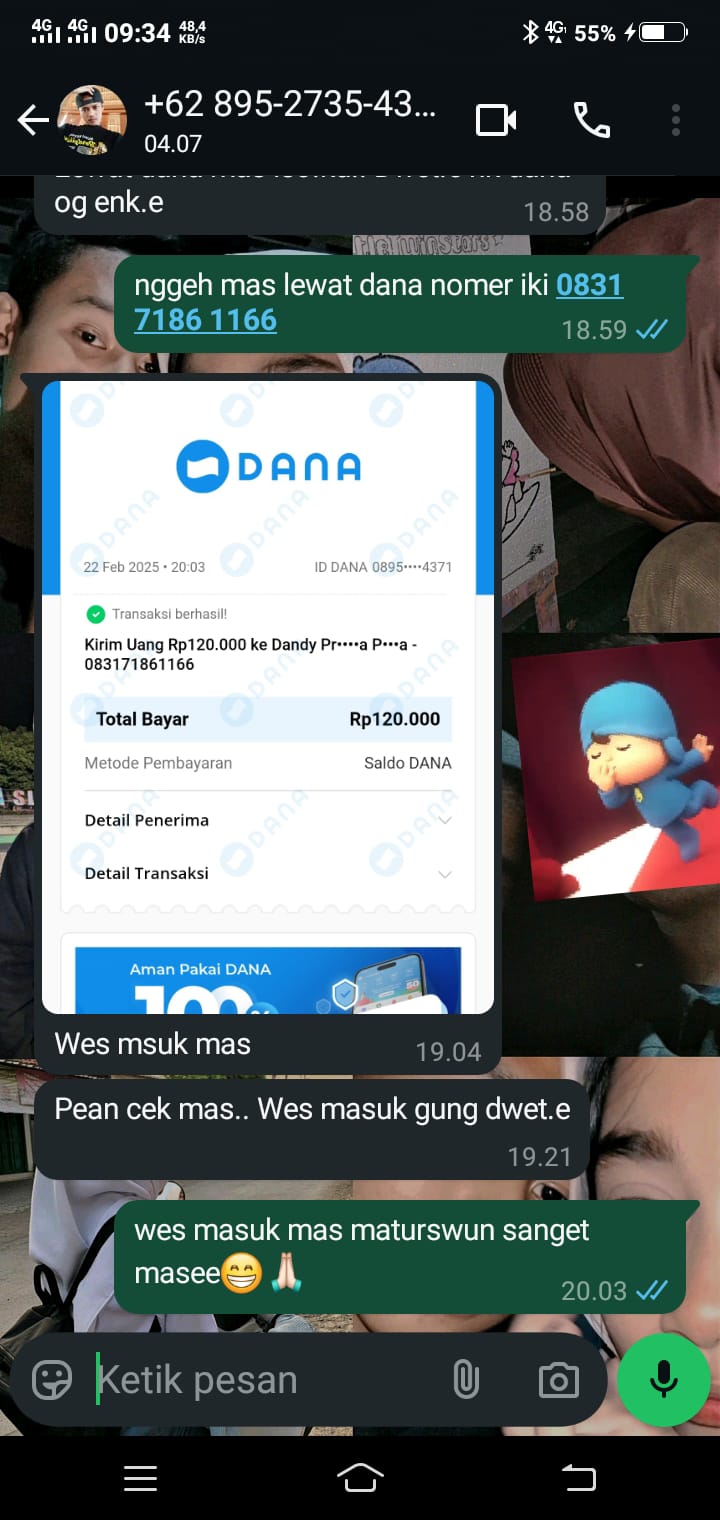 4G 4G 09:34 48,4 KB/s 4G 55%
+62 895-2735-43...
04.07
og enk.e
18.58
nggeh mas lewat dana nomer iki 0831
7186 1166
18.59
DANA
22 Feb 2025 • 20:03 ID DANA 0895••••4371
Transaksi berhasil!
Kirim Uang Rp120.000 ke Dandy Pr••••a P•••a -
083171861166
Total Bayar Rp120.000
Metode Pembayaran Saldo DANA
Detail Penerima
Detail Transaksi
Aman Pakai DANA
100%
Wes msuk mas
19.04
Pean cek mas.. Wes masuk gung dwet.e
19.21
wes masuk mas maturswun sanget
masee😁🙏🏻
20.03
Ketik pesan